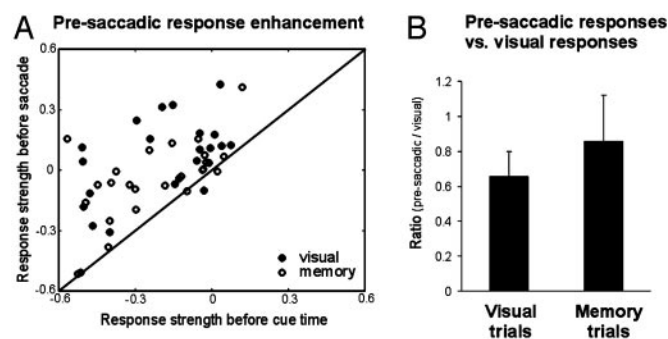 A
Pre-saccadic response enhancement
0.6
0.3
0
-0.3
-0.6
Response strength before saccade
visual
memory
-0.6
-0.3
0
0.3
0.6
Response strength before cue time
B
Pre-saccadic responses
vs. visual responses
1.2
1
0.8
0.6
0.4
0.2
0
Ratio (pre-saccadic / visual)
Visual
trials
Memory
trials